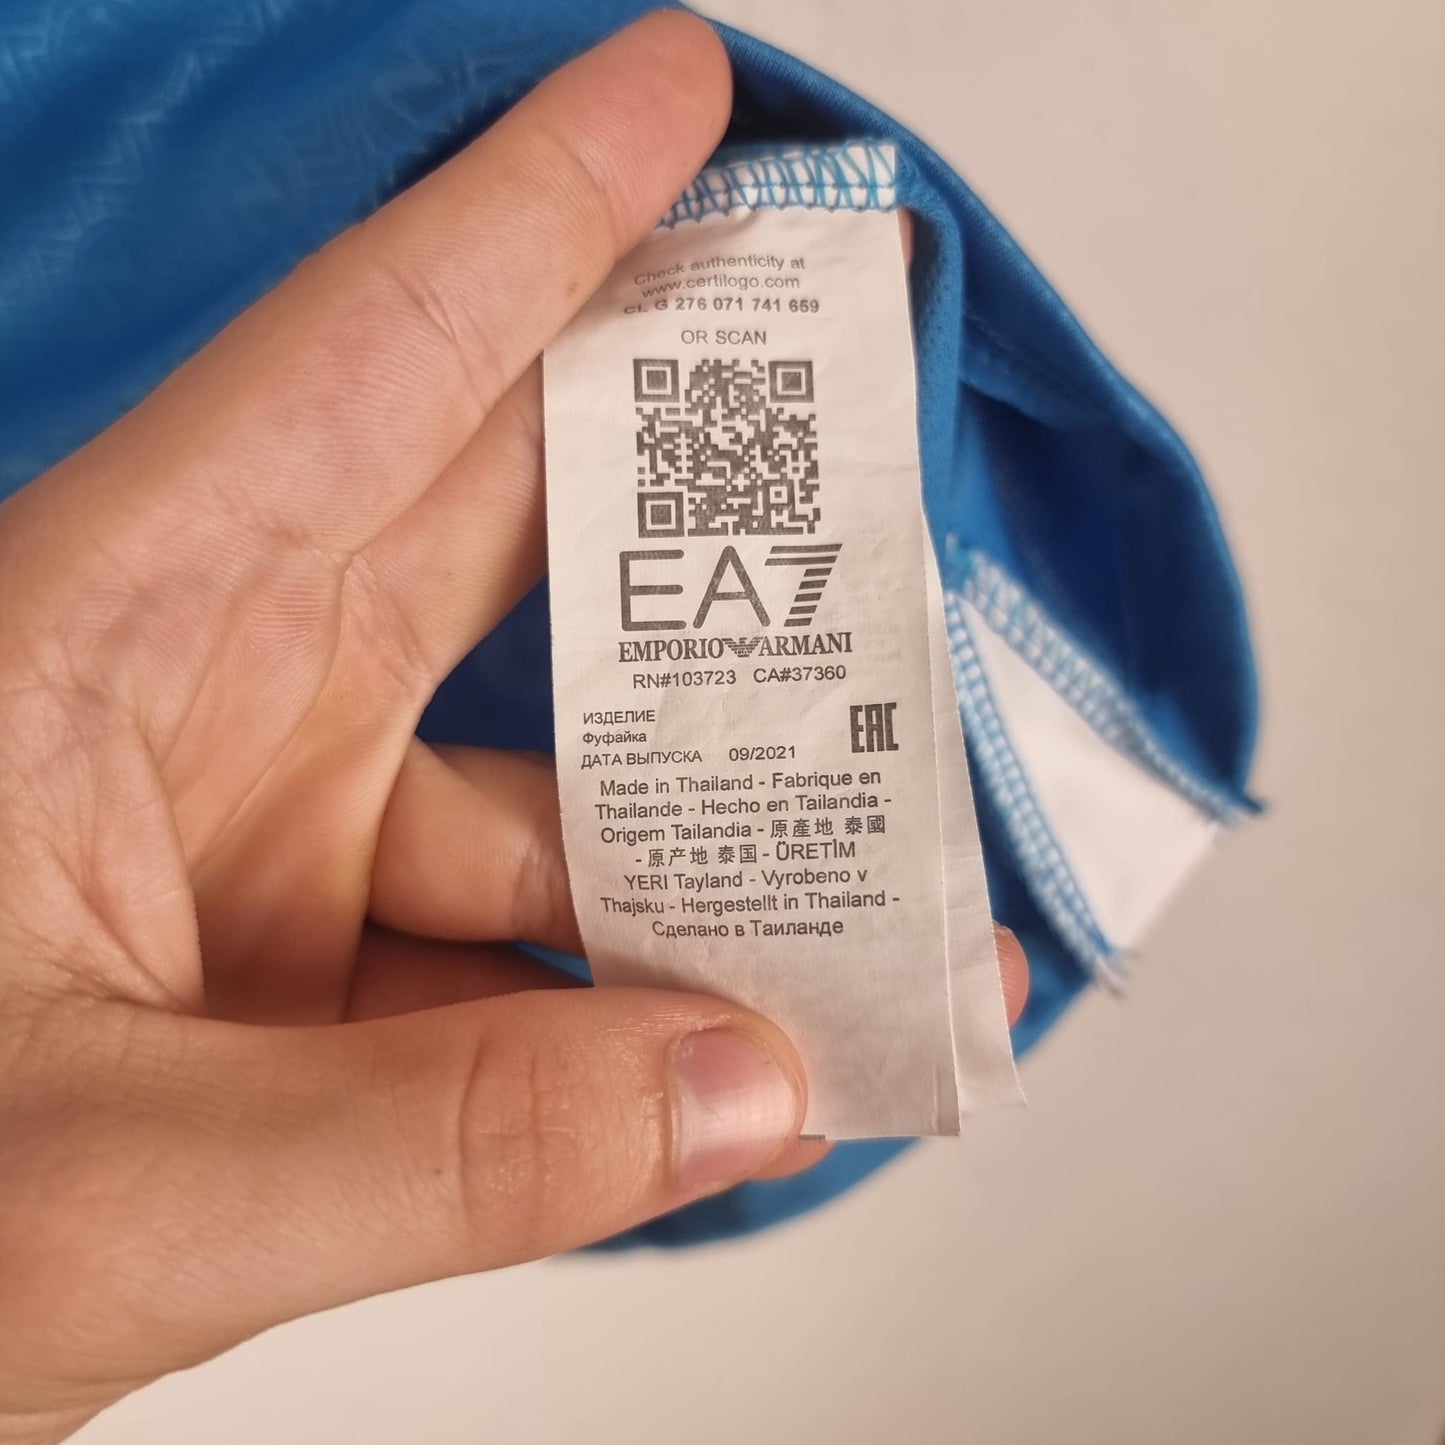 Check authenticity at
www.certilogo.com
CLG 276 071 741 659
OR SCAN
EA7
EMPORIO ARMANI
RN#103723 CA#37360
ИЗДЕЛИЕ
Фуфайка
EAC
ДАТА ВЫПУСКА 09/2021
Made in Thailand - Fabrique en
Thailande - Hecho en Tailandia -
Origem Tailandia - 原產地 泰國
- 原产地 泰国 - ÜRETİM
YERI Tayland - Vyrobeno v
Thajsku - Hergestellt in Thailand -
Сделано в Таиланде